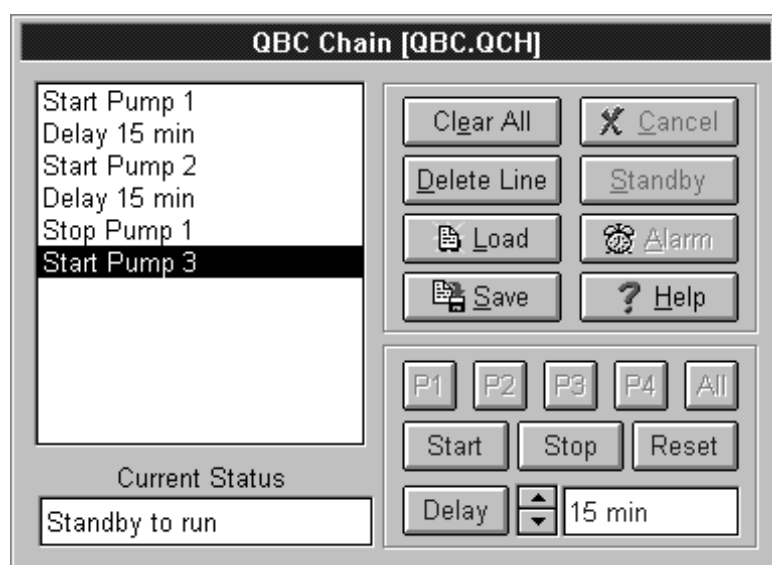 QBC Chain [QBC.QCH]
Start Pump 1
Delay 15 min
Start Pump 2
Delay 15 min
Stop Pump 1
Start Pump 3
Current Status
Standby to run
Clear All
Cancel
Delete Line
Standby
Load
Alarm
Save
? Help
P1 P2 P3 P4 All
Start Stop Reset
Delay 15 min